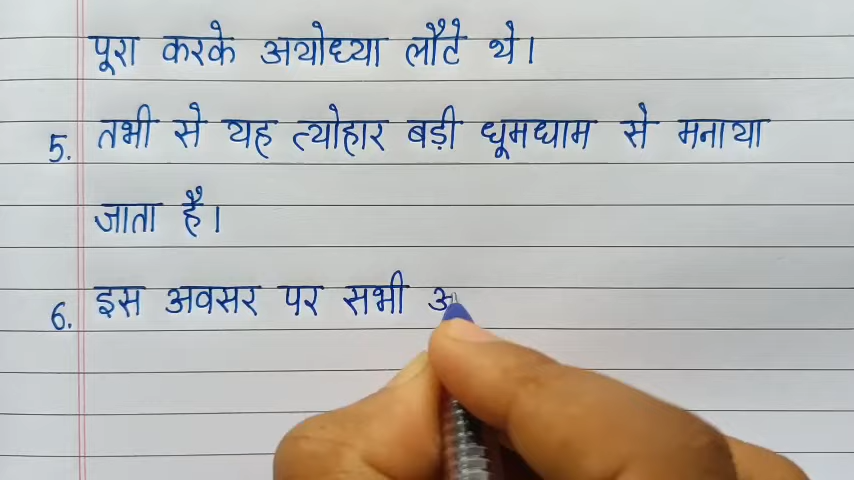 पूरा करके अयोध्या लौटे थे।
5. तभी से यह त्योहार बड़ी धूमधाम से मनाया
जाता है।
6. इस अवसर पर सभी